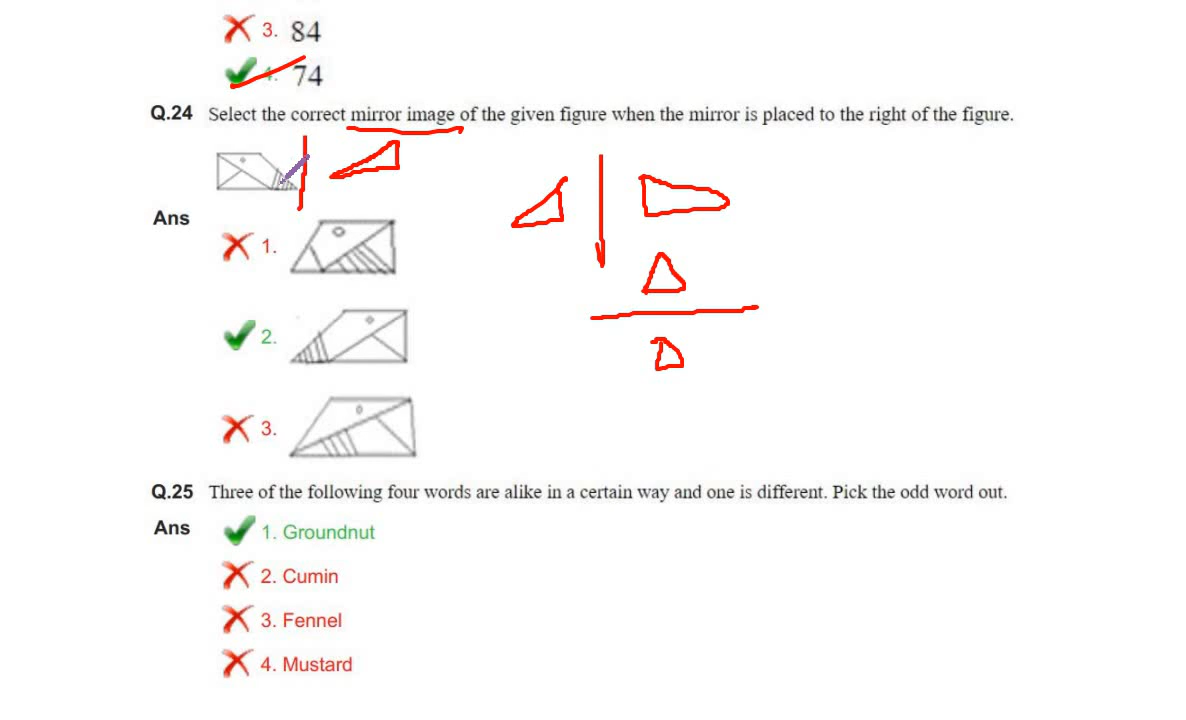 3. 84
74
Q.24 Select the correct mirror image of the given figure when the mirror is placed to the right of the figure.
Ans
1.
2.
3.
Q.25 Three of the following four words are alike in a certain way and one is different. Pick the odd word out.
Ans 1. Groundnut
2. Cumin
3. Fennel
4. Mustard